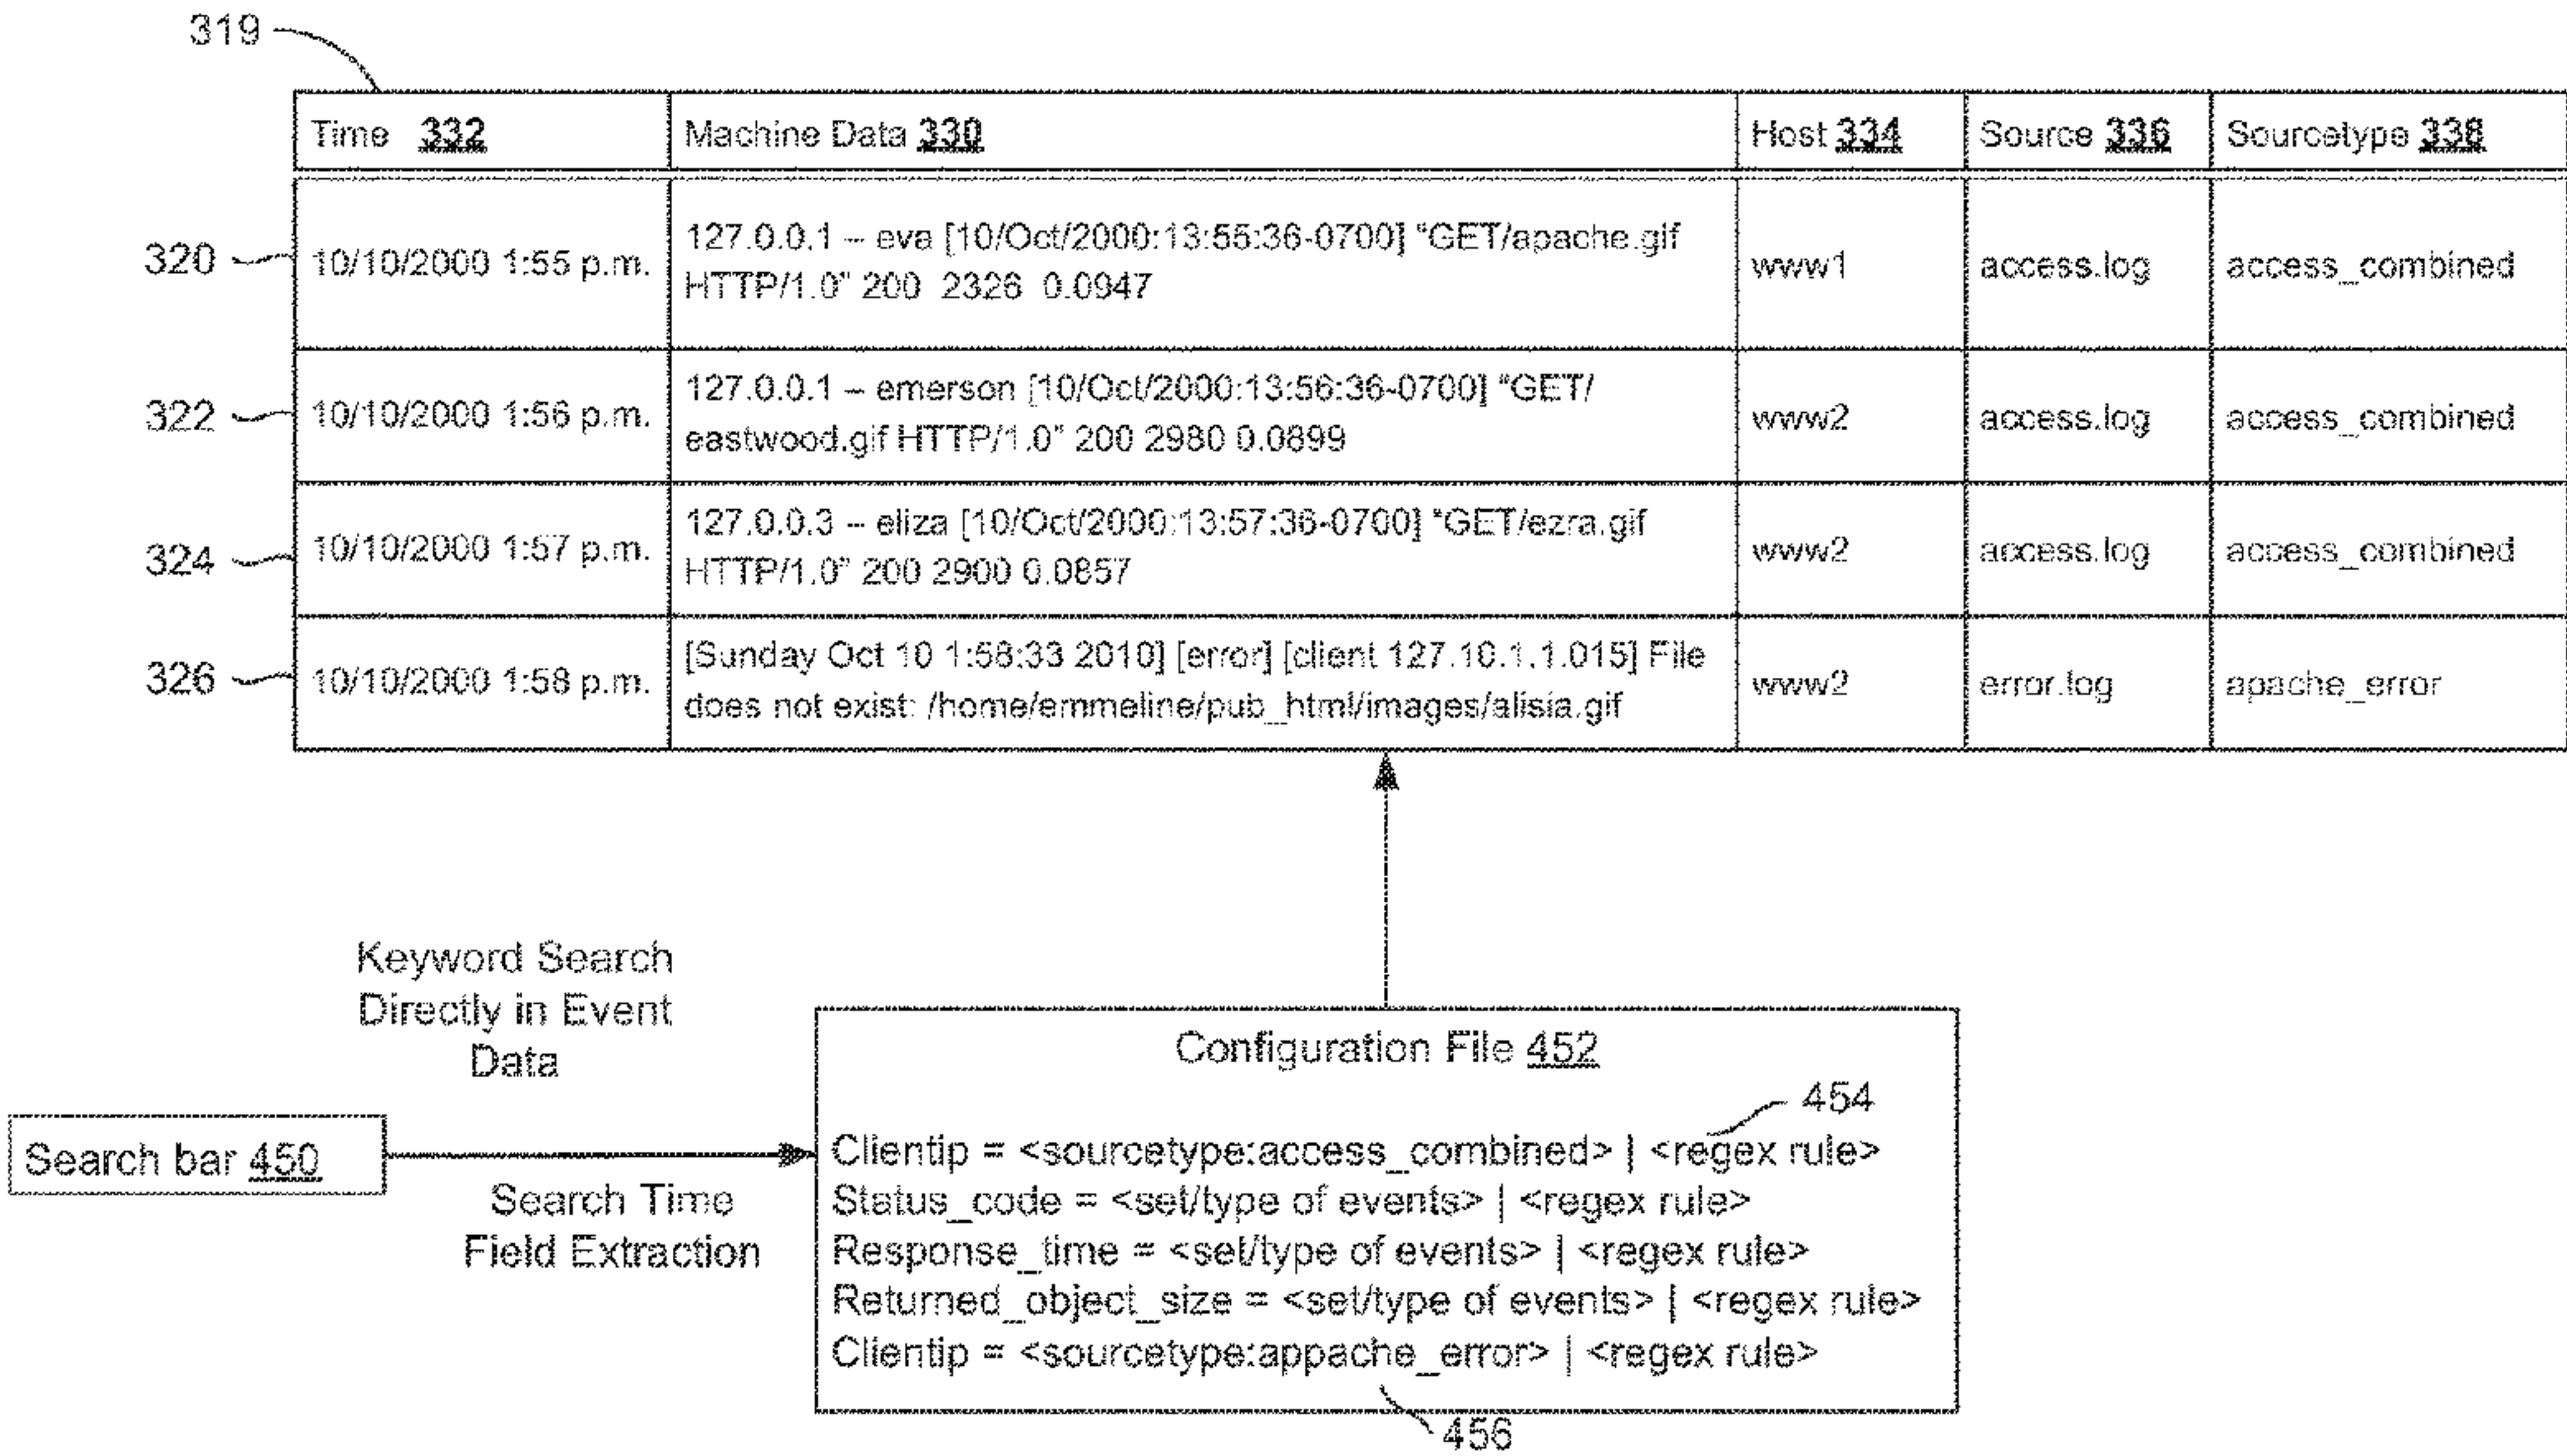 319
Time 332 Machine Data 330 Host 334 Source 336 Sourcetype 338
320
10/10/2000 1:55 p.m.
127.0.0.1 – eva [10/Oct/2000:13:55:36-0700] “GET/apache.gif
HTTP/1.0” 200 2326 0.0947
www1
access.log
access_combined
322
10/10/2000 1:56 p.m.
127.0.0.1 – emerson [10/Oct/2000:13:56:36-0700] “GET/
eastwood.gif HTTP/1.0” 200 2980 0.0899
www2
access.log
access_combined
324
10/10/2000 1:57 p.m.
127.0.0.3 – eliza [10/Oct/2000:13:57:36-0700] “GET/ezra.gif
HTTP/1.0” 200 2900 0.0857
www2
access.log
access_combined
326
10/10/2000 1:58 p.m.
[Sunday Oct 10 1:58:33 2010] [error] [client 127.10.1.1.015] File
does not exist: /home/emmeline/pub_html/images/alisia.gif
www2
error.log
apache_error
Keyword Search
Directly in Event
Data
Search bar 450
Search Time
Field Extraction
Configuration File 452
454
Clientip = <sourcetype:access_combined> | <regex rule>
Status_code = <set/type of events> | <regex rule>
Response_time = <set/type of events> | <regex rule>
Returned_object_size = <set/type of events> | <regex rule>
Clientip = <sourcetype:appache_error> | <regex rule>
456